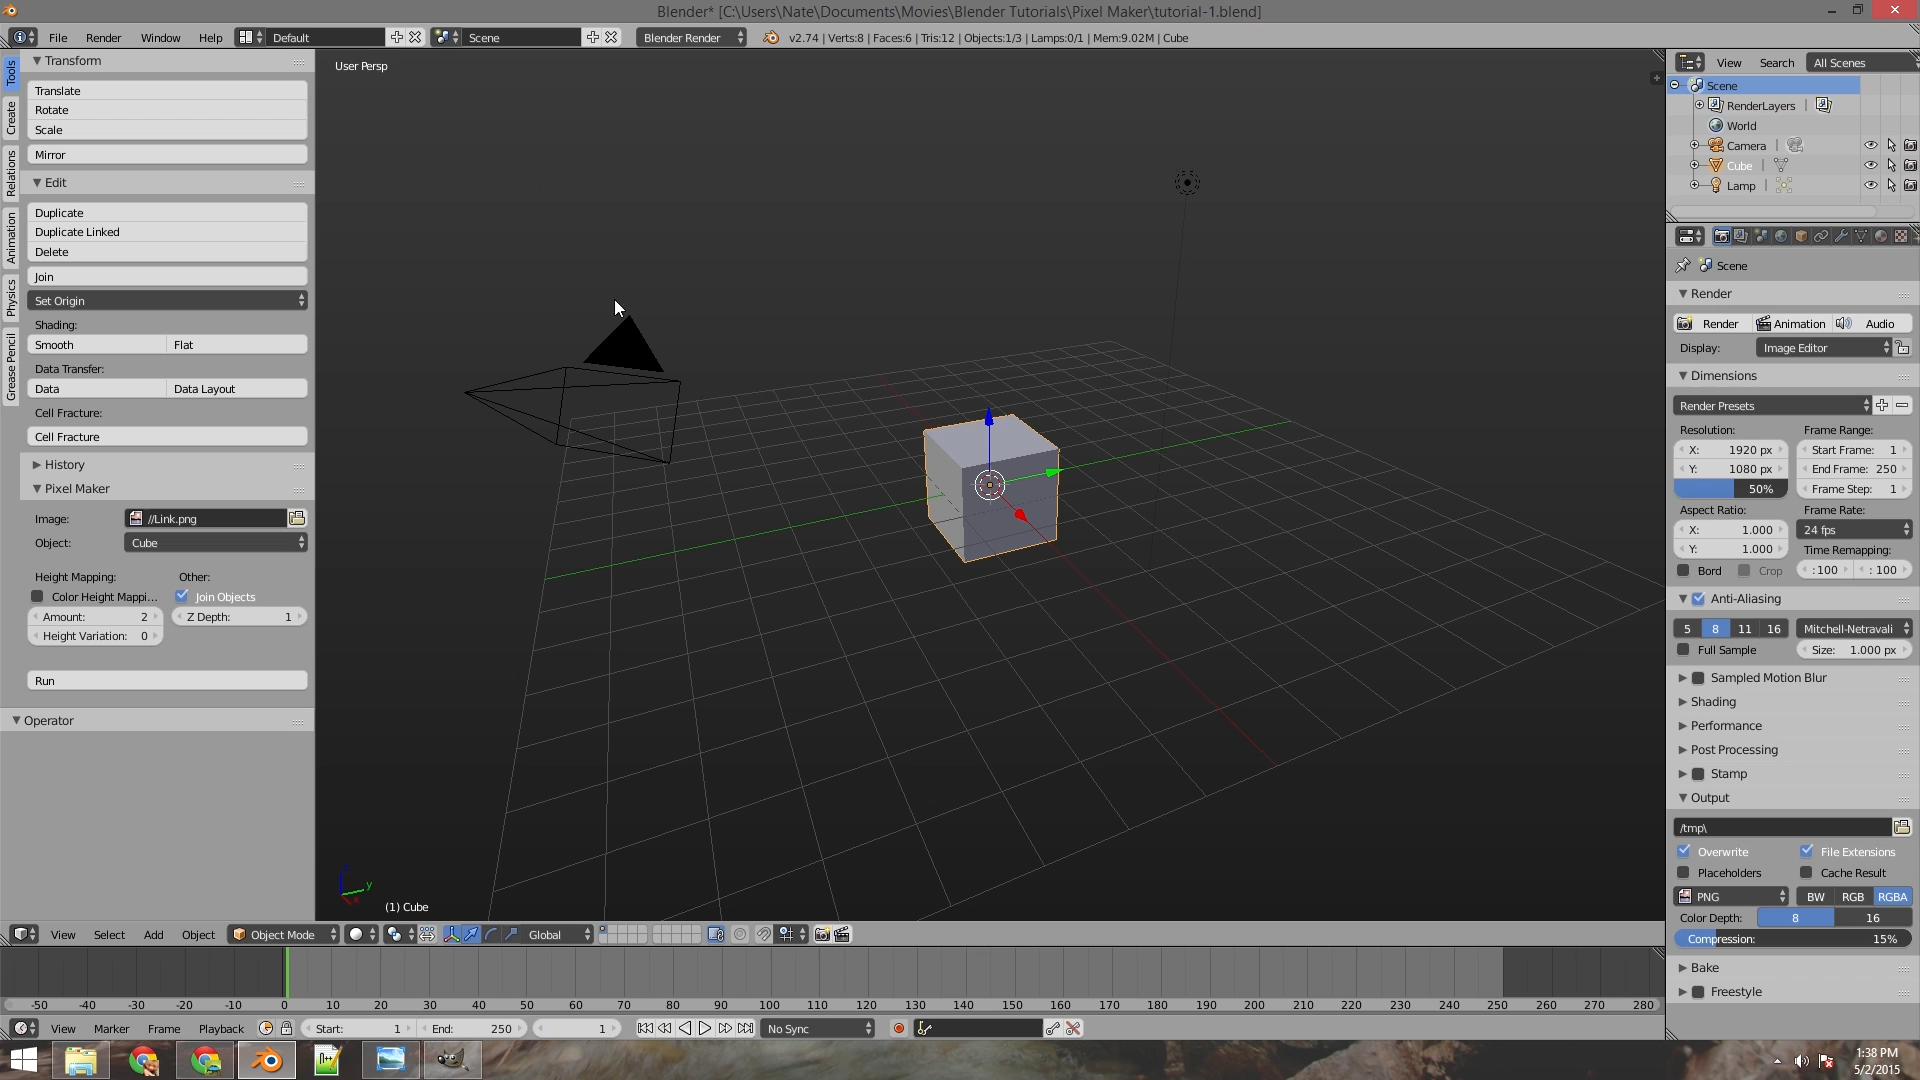 Blender* [C:\Users\Nate\Documents\Movies\Blender Tutorials\Pixel Maker\tutorial-1.blend]
File Render Window Help Default Scene Blender Render v2.74 | Verts:8 | Faces:6 | Tris:12 | Objects:1/3 | Lamps:0/1 | Mem:9.02M | Cube
Tools
Create
Relations
Animation
Physics
Grease Pencil
Transform
Translate
Rotate
Scale
Mirror
Edit
Duplicate
Duplicate Linked
Delete
Join
Set Origin
Shading:
Smooth Flat
Data Transfer:
Data Data Layout
Cell Fracture:
Cell Fracture
History
Pixel Maker
Image: //Link.png
Object: Cube
Height Mapping: Other:
Color Height Mappi... Join Objects
Amount: 2 Z Depth: 1
Height Variation: 0
Run
Operator
User Persp
z
y
x
(1) Cube
View Select Add Object Object Mode Global
-50 -40 -30 -20 -10 0 10 20 30 40 50 60 70 80 90 100 110 120 130 140 150 160 170 180 190 200 210 220 230 240 250 260 270 280
View Marker Frame Playback Start: 1 End: 250 1 No Sync
View Search All Scenes
Scene
RenderLayers |
World
Camera |
Cube |
Lamp |
Scene
Render
Render Animation Audio
Display: Image Editor
Dimensions
Render Presets
Resolution: Frame Range:
X: 1920 px Start Frame: 1
Y: 1080 px End Frame: 250
50% Frame Step: 1
Aspect Ratio: Frame Rate:
X: 1.000 24 fps
Y: 1.000 Time Remapping:
Bord Crop : 100 : 100
Anti-Aliasing
5 8 11 16 Mitchell-Netravali
Full Sample Size: 1.000 px
Sampled Motion Blur
Shading
Performance
Post Processing
Stamp
Output
/tmp\
Overwrite File Extensions
Placeholders Cache Result
PNG BW RGB RGBA
Color Depth: 8 16
Compression: 15%
Bake
Freestyle
1:38 PM
5/2/2015